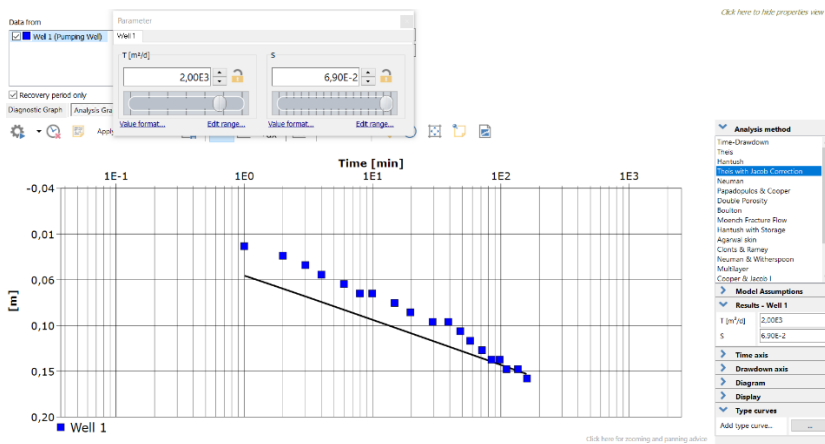 Click here to hide properties view
Data from
Well 1 (Pumping Well)
Recovery period only
Diagnostic Graph
Analysis Gra
Parameter
Well 1
T [m²/d]
2,00E3
Value format...
Edit range...
S
6,90E-2
Value format...
Edit range...
Time [min]
1E-1 1E0 1E1 1E2 1E3
[m]
-0,04
0,01
0,06
0,10
0,15
0,20
Well 1
Click here for zooming and panning advice
Analysis method
Time-Drawdown
Theis
Hantush
Theis with Jacob Correction
Neuman
Papadoupolos & Cooper
Double Porosity
Boulton
Moench Fracture Flow
Hantush with Storage
Agarwal skin
Clonts & Ramey
Neuman & Witherspoon
Multilayer
Cooper & Jacob I
Model Assumptions
Results - Well 1
T [m²/d] 2,00E3
S 6,90E-2
Time axis
Drawdown axis
Diagram
Display
Type curves
Add type curve... ...